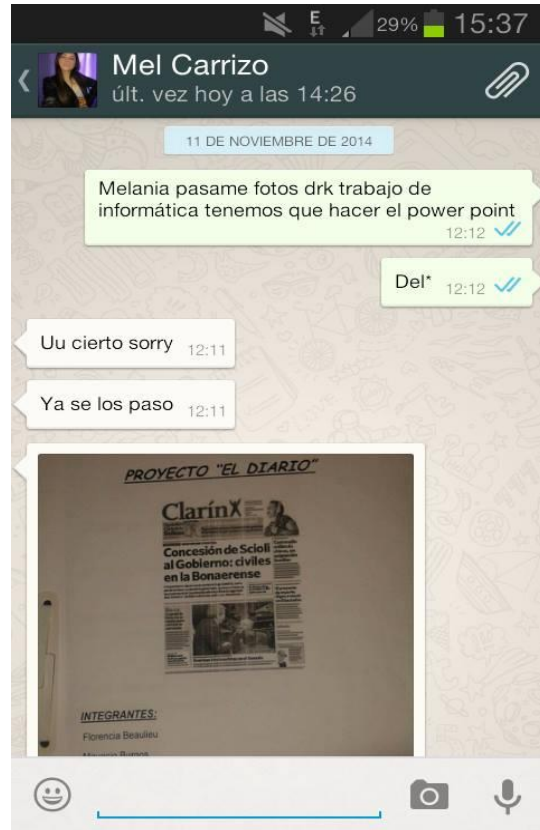 E
29% 15:37
Mel Carrizo
últ. vez hoy a las 14:26
11 DE NOVIEMBRE DE 2014
Melania pasame fotos drk trabajo de
informática tenemos que hacer el power point
12:12
Del* 12:12
Uu cierto sorry 12:11
Ya se los paso 12:11
PROYECTO "EL DIARIO"
ClarínX
Concesión de Scioli
al Gobierno: civiles
en la Bonaerense
INTEGRANTES:
Florencia Beaulieu
Mauricio Burgos